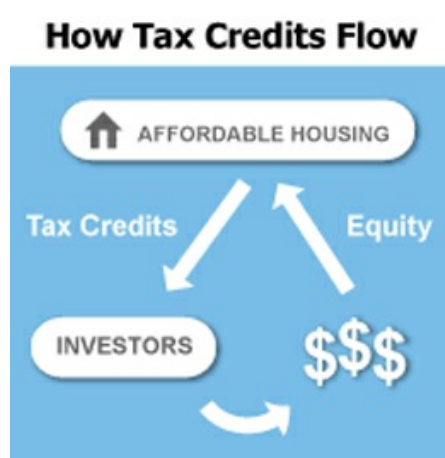 How Tax Credits Flow
AFFORDABLE HOUSING
Tax Credits
Equity
INVESTORS
$$$